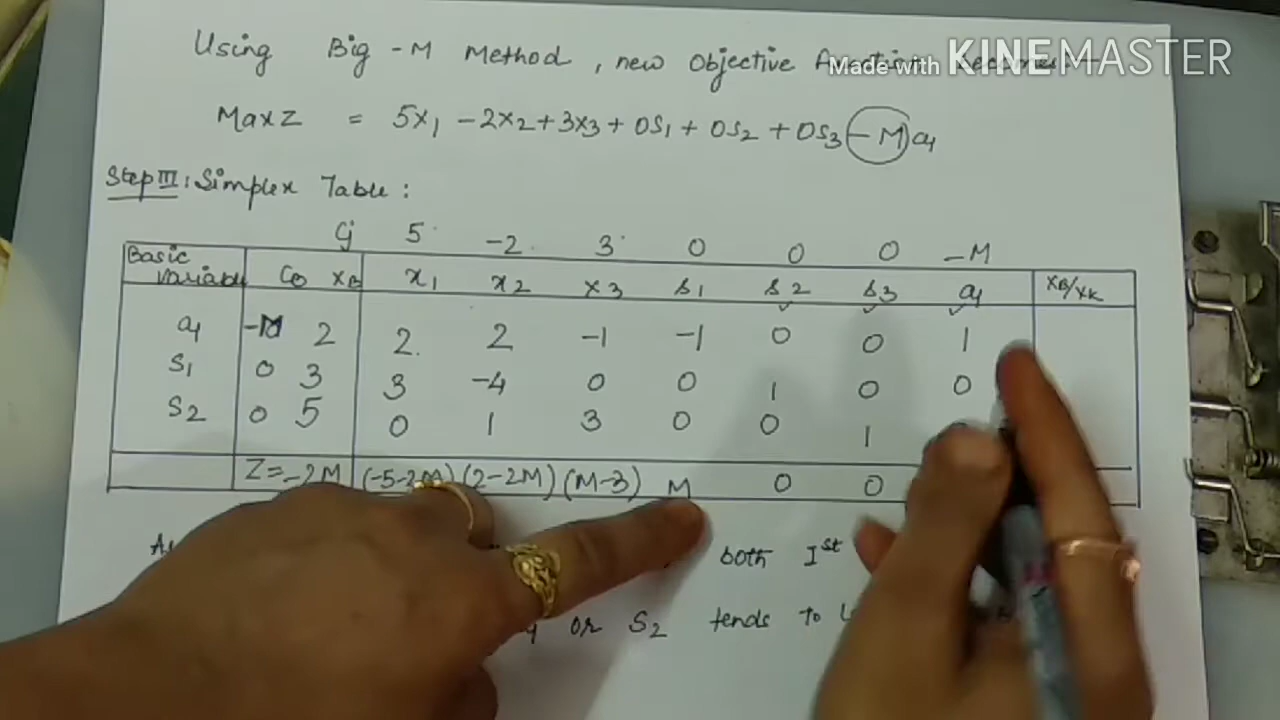 Using Big-M Method, new Objective
Made with KINEMASTER
Max Z = 5x₁ - 2x₂ + 3x₃ + 0s₁ + 0s₂ + 0s₃ - M a₁
Step III: Simplex Table:
Cj 5 -2 3 0 0 0 -M
Basic Variable CB XB x₁ x₂ x₃ s₁ s₂ s₃ a₁ XB/XK
a₁ -M 2 2 2 -1 -1 0 0 1
S₁ 0 3 3 -4 0 0 1 0 0
S₂ 0 5 0 1 3 0 0 1
Z=-2M (-5-2M) (2-2M) (M-3) M 0 0
both Ist
or S₂ tends to